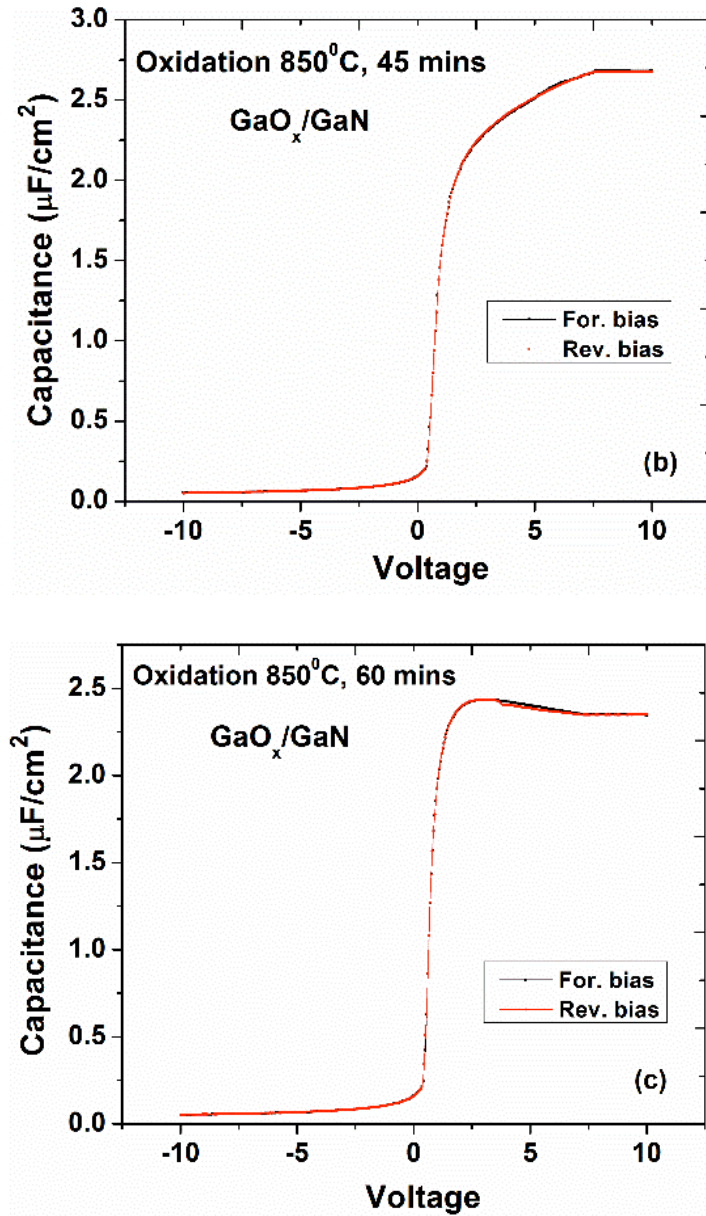 Oxidation 850⁰C, 45 mins
GaOₓ/GaN
Capacitance (μF/cm²)
3.0
2.5
2.0
1.5
1.0
0.5
0.0
For. bias
Rev. bias
(b)
-10 -5 0 5 10
Voltage
Oxidation 850⁰C, 60 mins
GaOₓ/GaN
Capacitance (μF/cm²)
2.5
2.0
1.5
1.0
0.5
0.0
For. bias
Rev. bias
(c)
-10 -5 0 5 10
Voltage